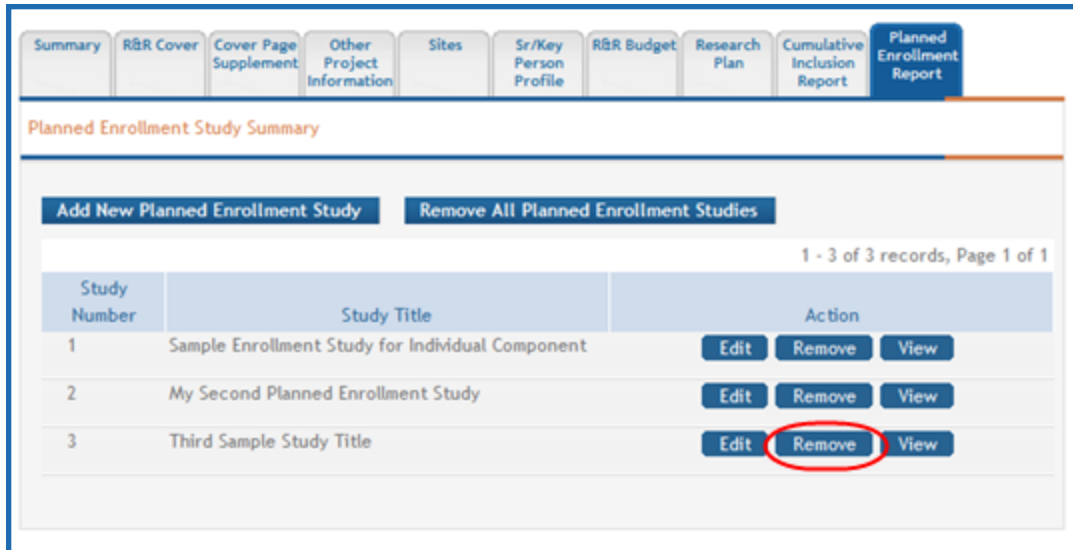 Summary
R&R Cover
Cover Page
Supplement
Other
Project
Information
Sites
Sr/Key
Person
Profile
R&R Budget
Research
Plan
Cumulative
Inclusion
Report
Planned
Enrollment
Report
Planned Enrollment Study Summary
Add New Planned Enrollment Study Remove All Planned Enrollment Studies
1 - 3 of 3 records, Page 1 of 1
Study
Number
Study Title
Action
1 Sample Enrollment Study for Individual Component Edit Remove View
2 My Second Planned Enrollment Study Edit Remove View
3 Third Sample Study Title Edit Remove View